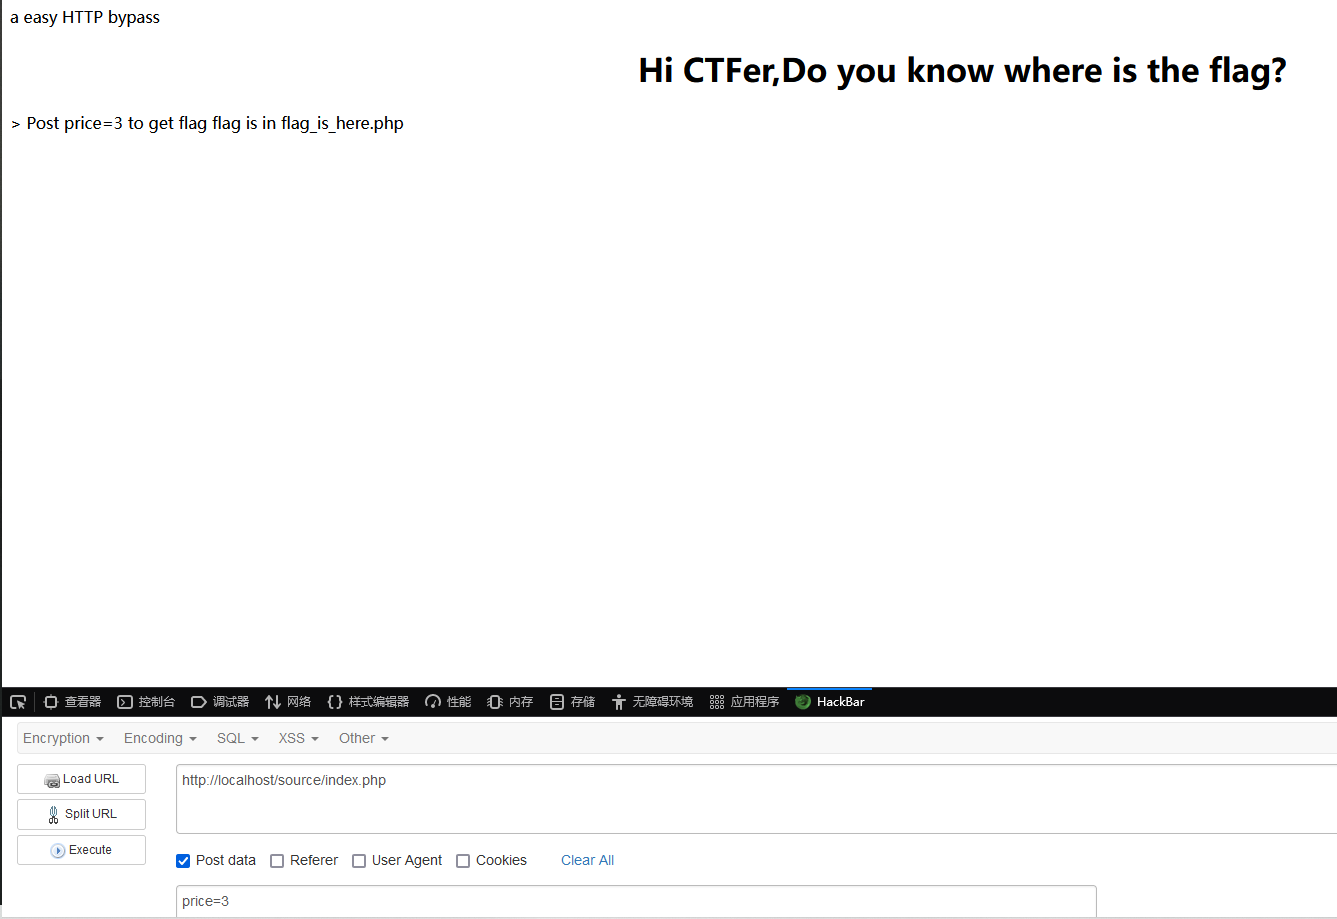 a easy HTTP bypass
Hi CTFer,Do you know where is the flag?
> Post price=3 to get flag flag is in flag_is_here.php
查看器 控制台 调试器 网络 样式编辑器 性能 内存 存储 无障碍环境 应用程序 HackBar
Encryption Encoding SQL XSS Other
Load URL
http://localhost/source/index.php
Split URL
Execute
Post data Referer User Agent Cookies Clear All
price=3